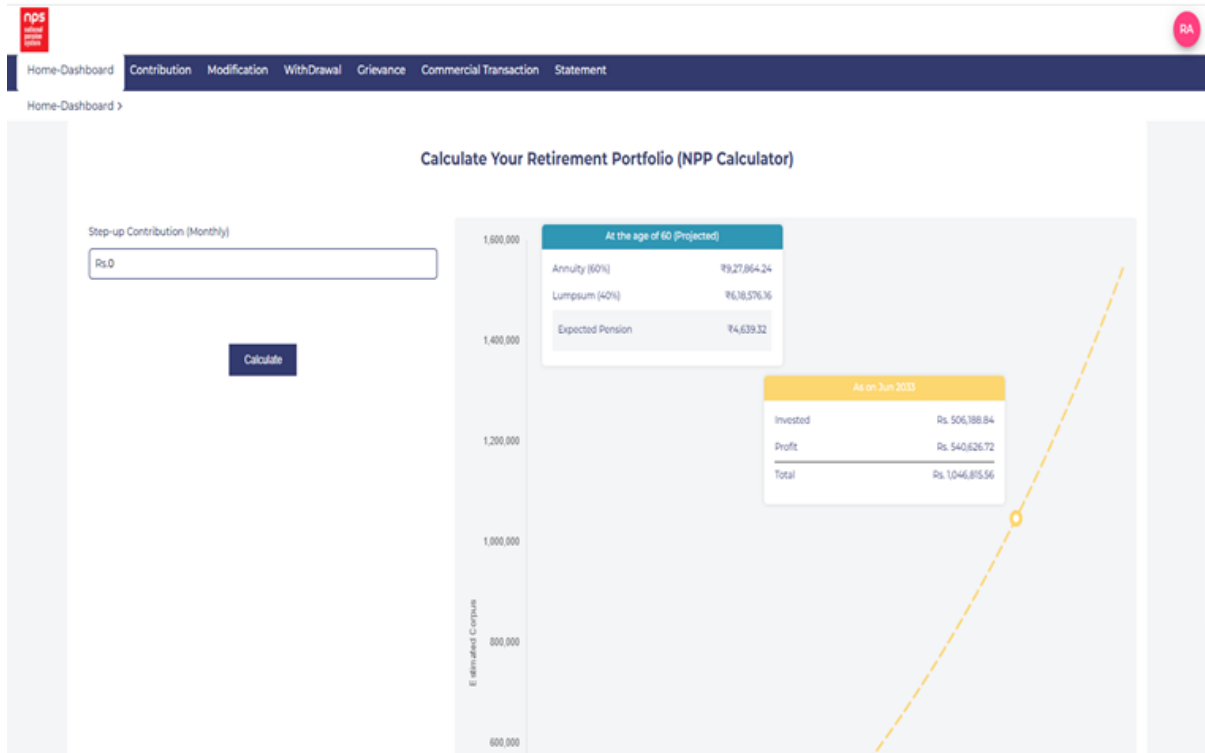 nps
national
pension
system
RA
Home-Dashboard Contribution Modification WithDrawal Grievance Commercial Transaction Statement
Home-Dashboard >
Calculate Your Retirement Portfolio (NPP Calculator)
Step-up Contribution (Monthly)
Rs.0
Calculate
At the age of 60 (Projected)
Annuity (60%) ₹9,27,864.24
Lumpsum (40%) ₹6,18,576.16
Expected Pension ₹4,639.32
As on Jun 2033
Invested Rs. 506,188.84
Profit Rs. 540,626.72
Total Rs. 1,046,815.56
1,600,000
1,400,000
1,200,000
1,000,000
800,000
600,000
Estimated Corpus